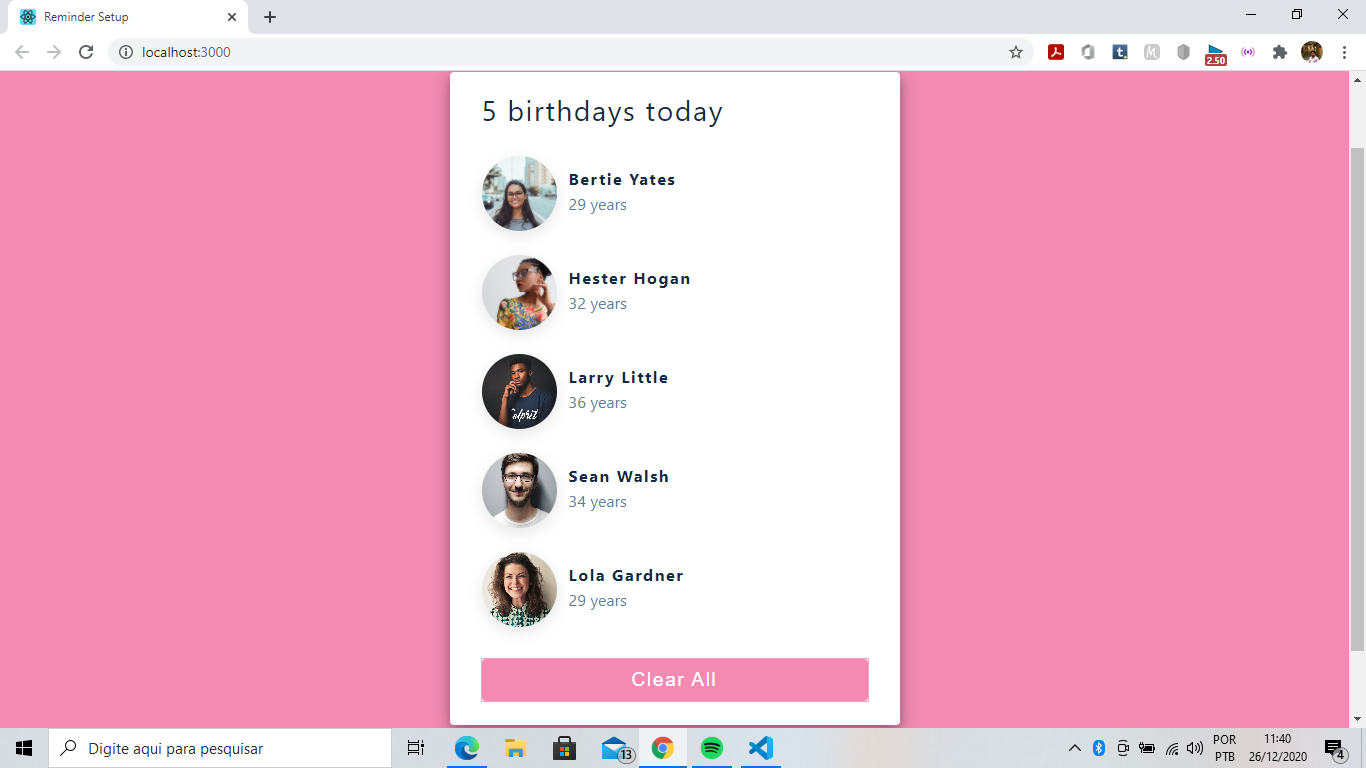 Reminder Setup
localhost:3000
2.50
5 birthdays today
Bertie Yates
29 years
Hester Hogan
32 years
Larry Little
36 years
Sean Walsh
34 years
Lola Gardner
29 years
Clear All
Digite aqui para pesquisar
13
POR
PTB
11:40
26/12/2020
4